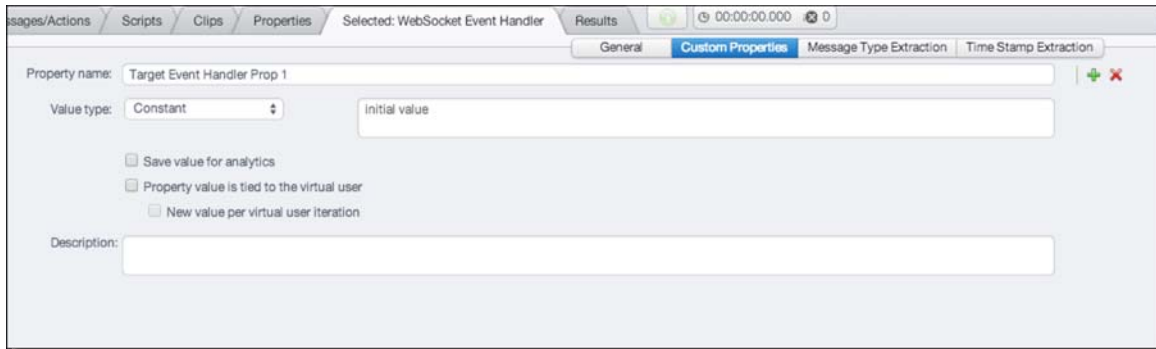 ssages/Actions Scripts Clips Properties Selected: WebSocket Event Handler Results 00:00:00.000 0
General Custom Properties Message Type Extraction Time Stamp Extraction
Property name: Target Event Handler Prop 1
Value type: Constant initial value
Save value for analytics
Property value is tied to the virtual user
New value per virtual user iteration
Description: